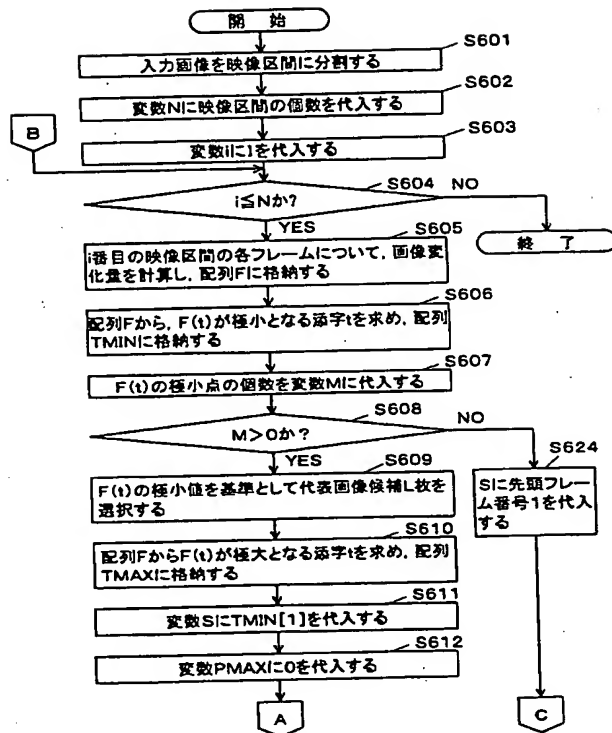 開 始
S601
入力画像を映像区間に分割する
S602
変数Nに映像区間の個数を代入する
B
S603
変数iに1を代入する
S604
i≦Nか?
NO
YES
終 了
S605
i番目の映像区間の各フレームについて,画像変
化量を計算し,配列Fに格納する
S606
配列Fから,F(t)が極小となる添字tを求め,配列
TMINに格納する
S607
F(t)の極小点の個数を変数Mに代入する
S608
M>0か?
NO
YES
S624
Sに先頭フレー
ム番号1を代入
する
S609
F(t)の極小値を基準として代表画像候補L枚を
選択する
S610
配列FからF(t)が極大となる添字tを求め,配列
TMAXに格納する
S611
変数SにTMIN[1]を代入する
S612
変数PMAXに0を代入する
A
C